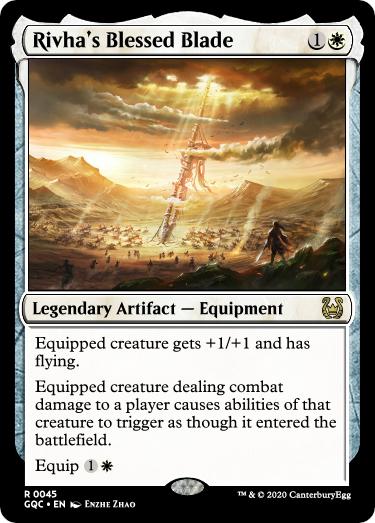 Rivha's Blessed Blade 1
Legendary Artifact — Equipment
Equipped creature gets +1/+1 and has
flying.
Equipped creature dealing combat
damage to a player causes abilities of that
creature to trigger as though it entered the
battlefield.
Equip 1
R 0045
GQC • EN Enzhe Zhao
™ & © 2020 CanterburyEgg